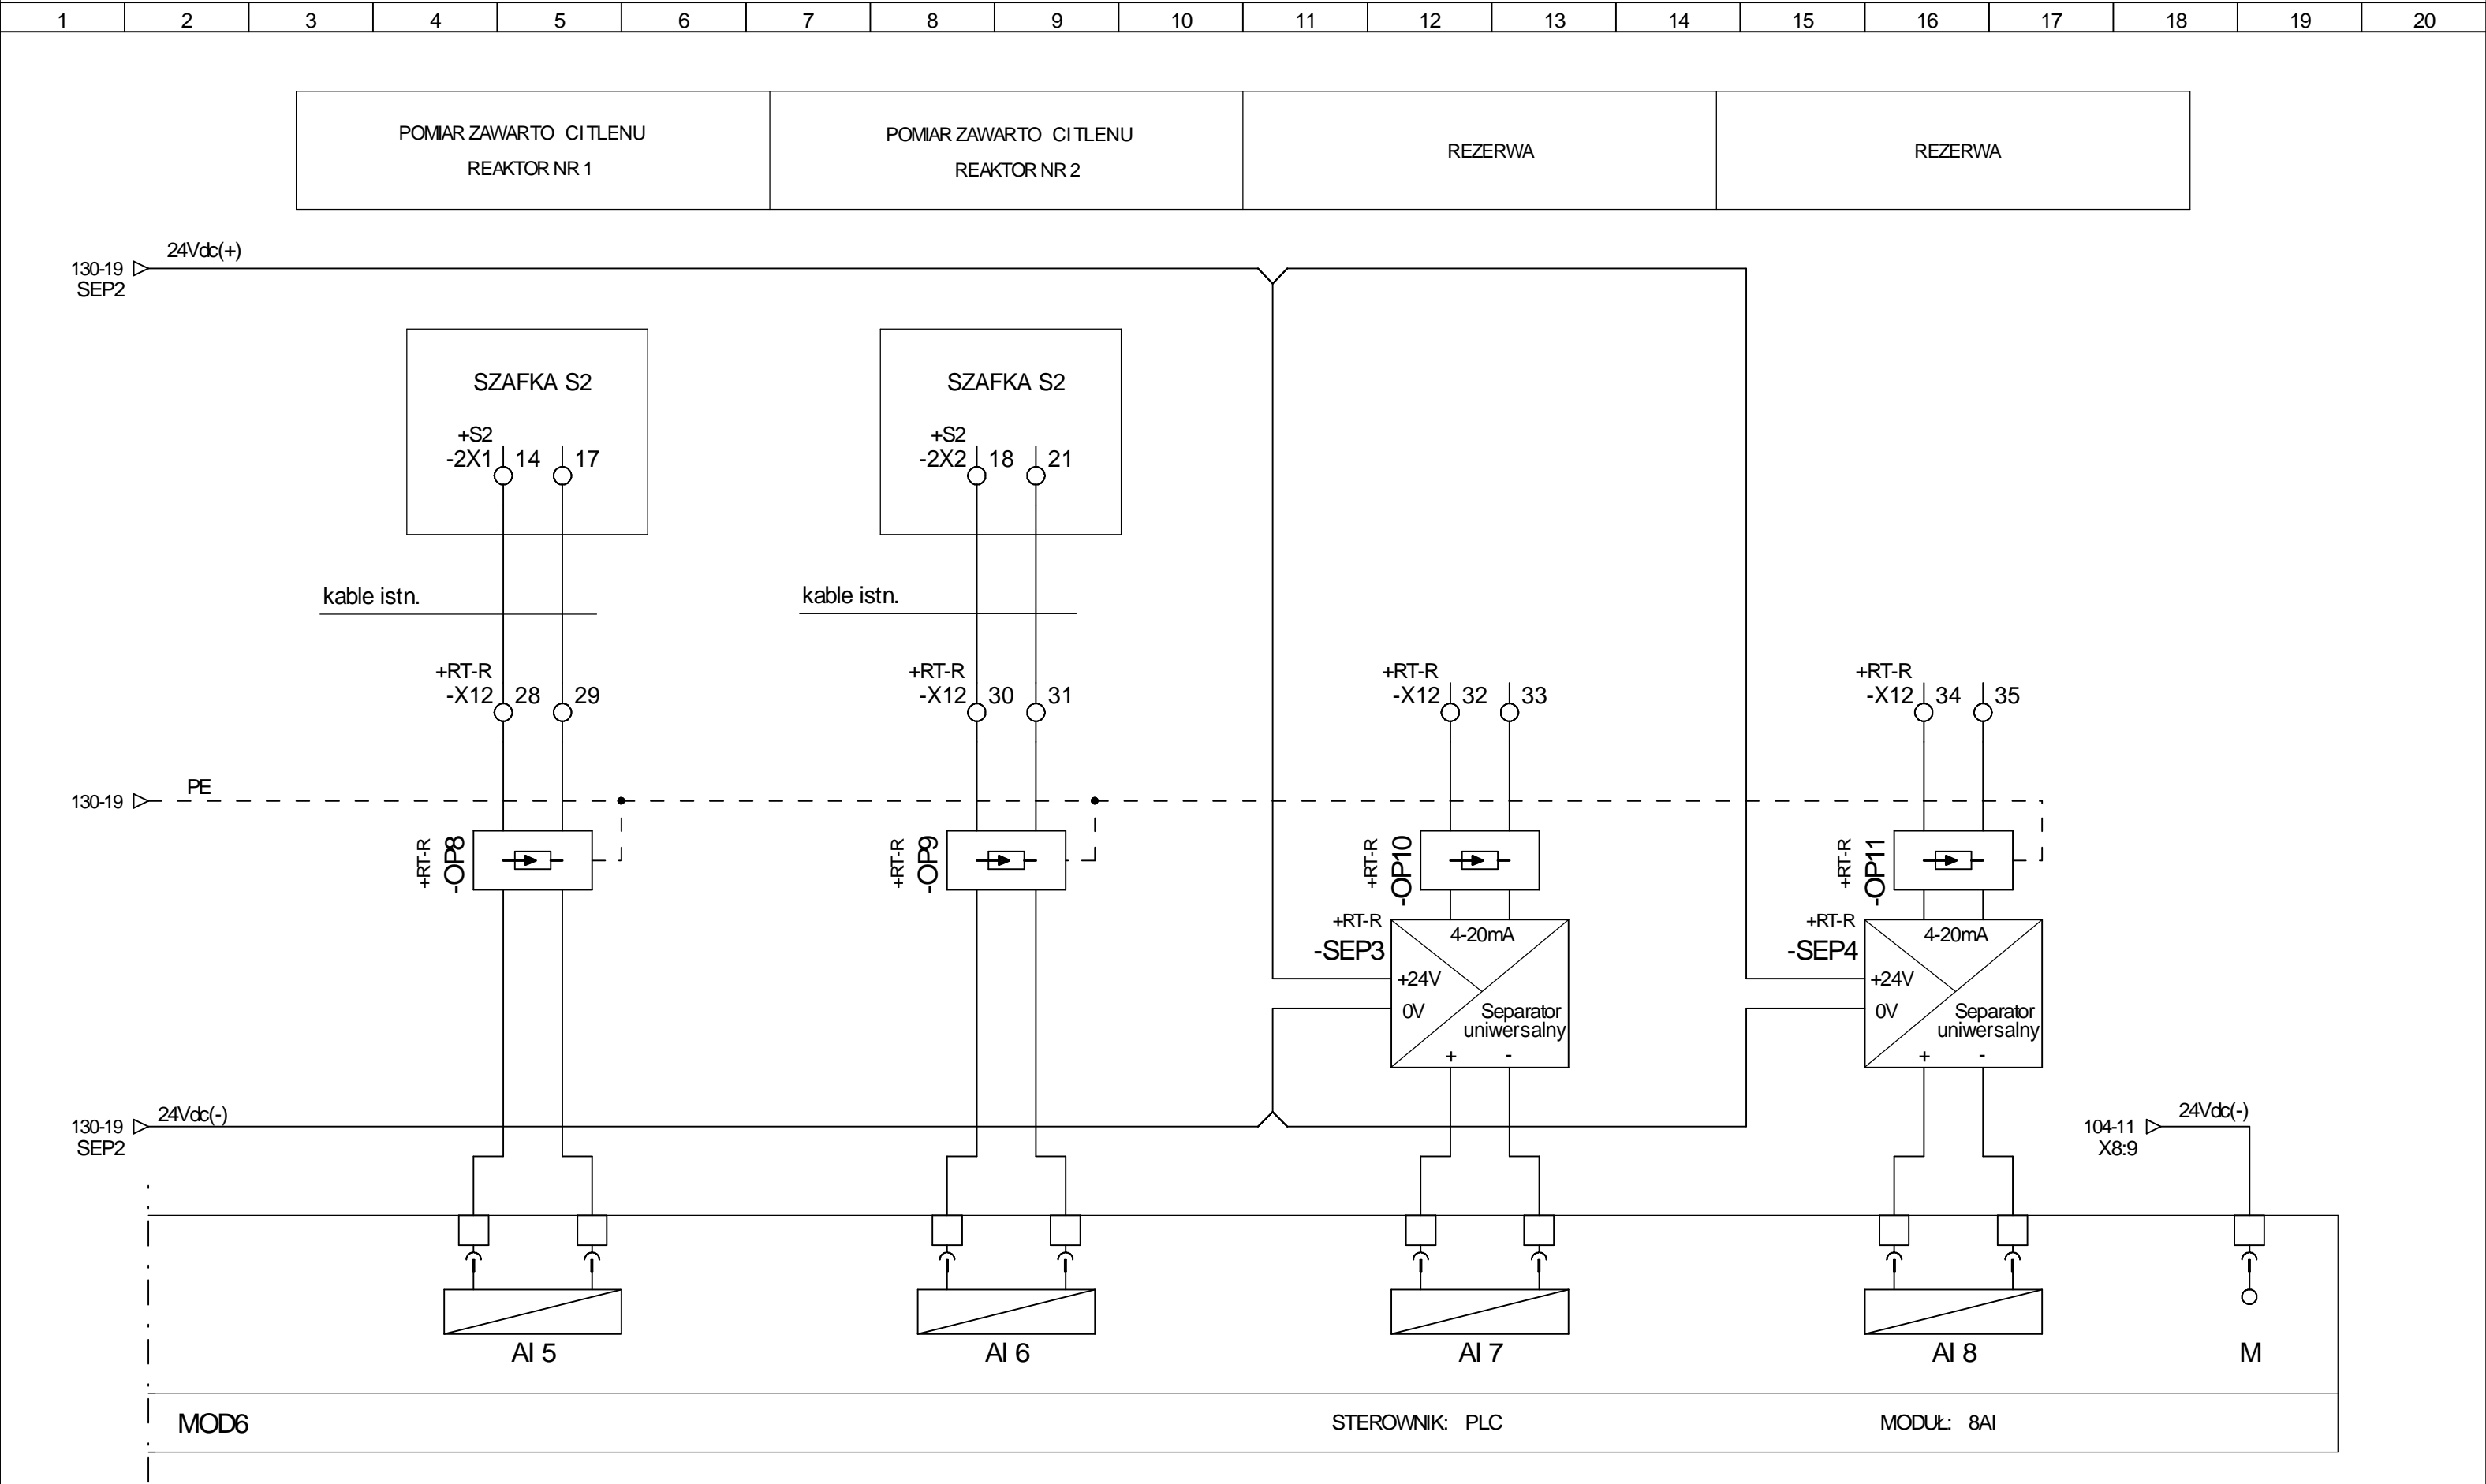 1 2 3 4 5 6 7 8 9 10 11 12 13 14 15 16 17 18 19 20
POMIAR ZAWARTO CI TLENU
REAKTOR NR 1
POMIAR ZAWARTO CI TLENU
REAKTOR NR 2
REZERWA
REZERWA
24Vdc(+)
130-19
SEP2
SZAFKA S2
+S2
-2X1 14 17
SZAFKA S2
+S2
-2X2 18 21
kable istn.
kable istn.
+RT-R
-X12 28 29
+RT-R
-X12 30 31
+RT-R
-X12 32 33
+RT-R
-X12 34 35
PE
130-19
+RT-R
-OP8
+RT-R
-OP9
+RT-R
-OP10
+RT-R
-OP11
+RT-R
-SEP3
4-20mA
+24V
0V
Separator
uniwersalny
+ -
+RT-R
-SEP4
4-20mA
+24V
0V
Separator
uniwersalny
+ -
24Vdc(-)
130-19
SEP2
24Vdc(-)
104-11
X8:9
AI 5
AI 6
AI 7
AI 8
M
MOD6
STEROWNIK: PLC
MODUŁ: 8AI